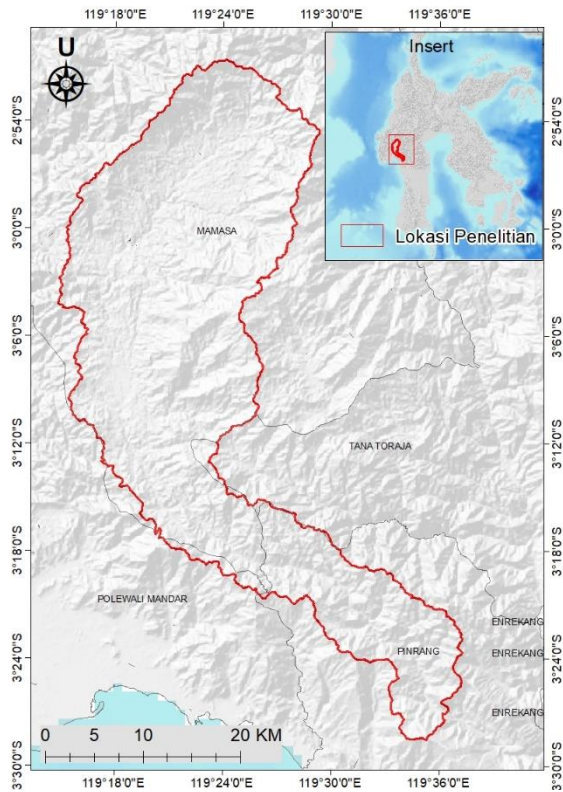 119°18'0"E 119°24'0"E 119°30'0"E 119°36'0"E
U
Insert
Lokasi Penelitian
2°54'0"S 2°54'0"S
3°0'0"S 3°0'0"S
3°6'0"S 3°6'0"S
3°12'0"S 3°12'0"S
3°18'0"S 3°18'0"S
3°24'0"S 3°24'0"S
3°30'0"S 3°30'0"S
MAMASA
TANA TORAJA
POLEWALI MANDAR
PINRANG
ENREKANG
ENREKANG
ENREKANG
0 5 10 20 KM
119°18'0"E 119°24'0"E 119°30'0"E 119°36'0"E